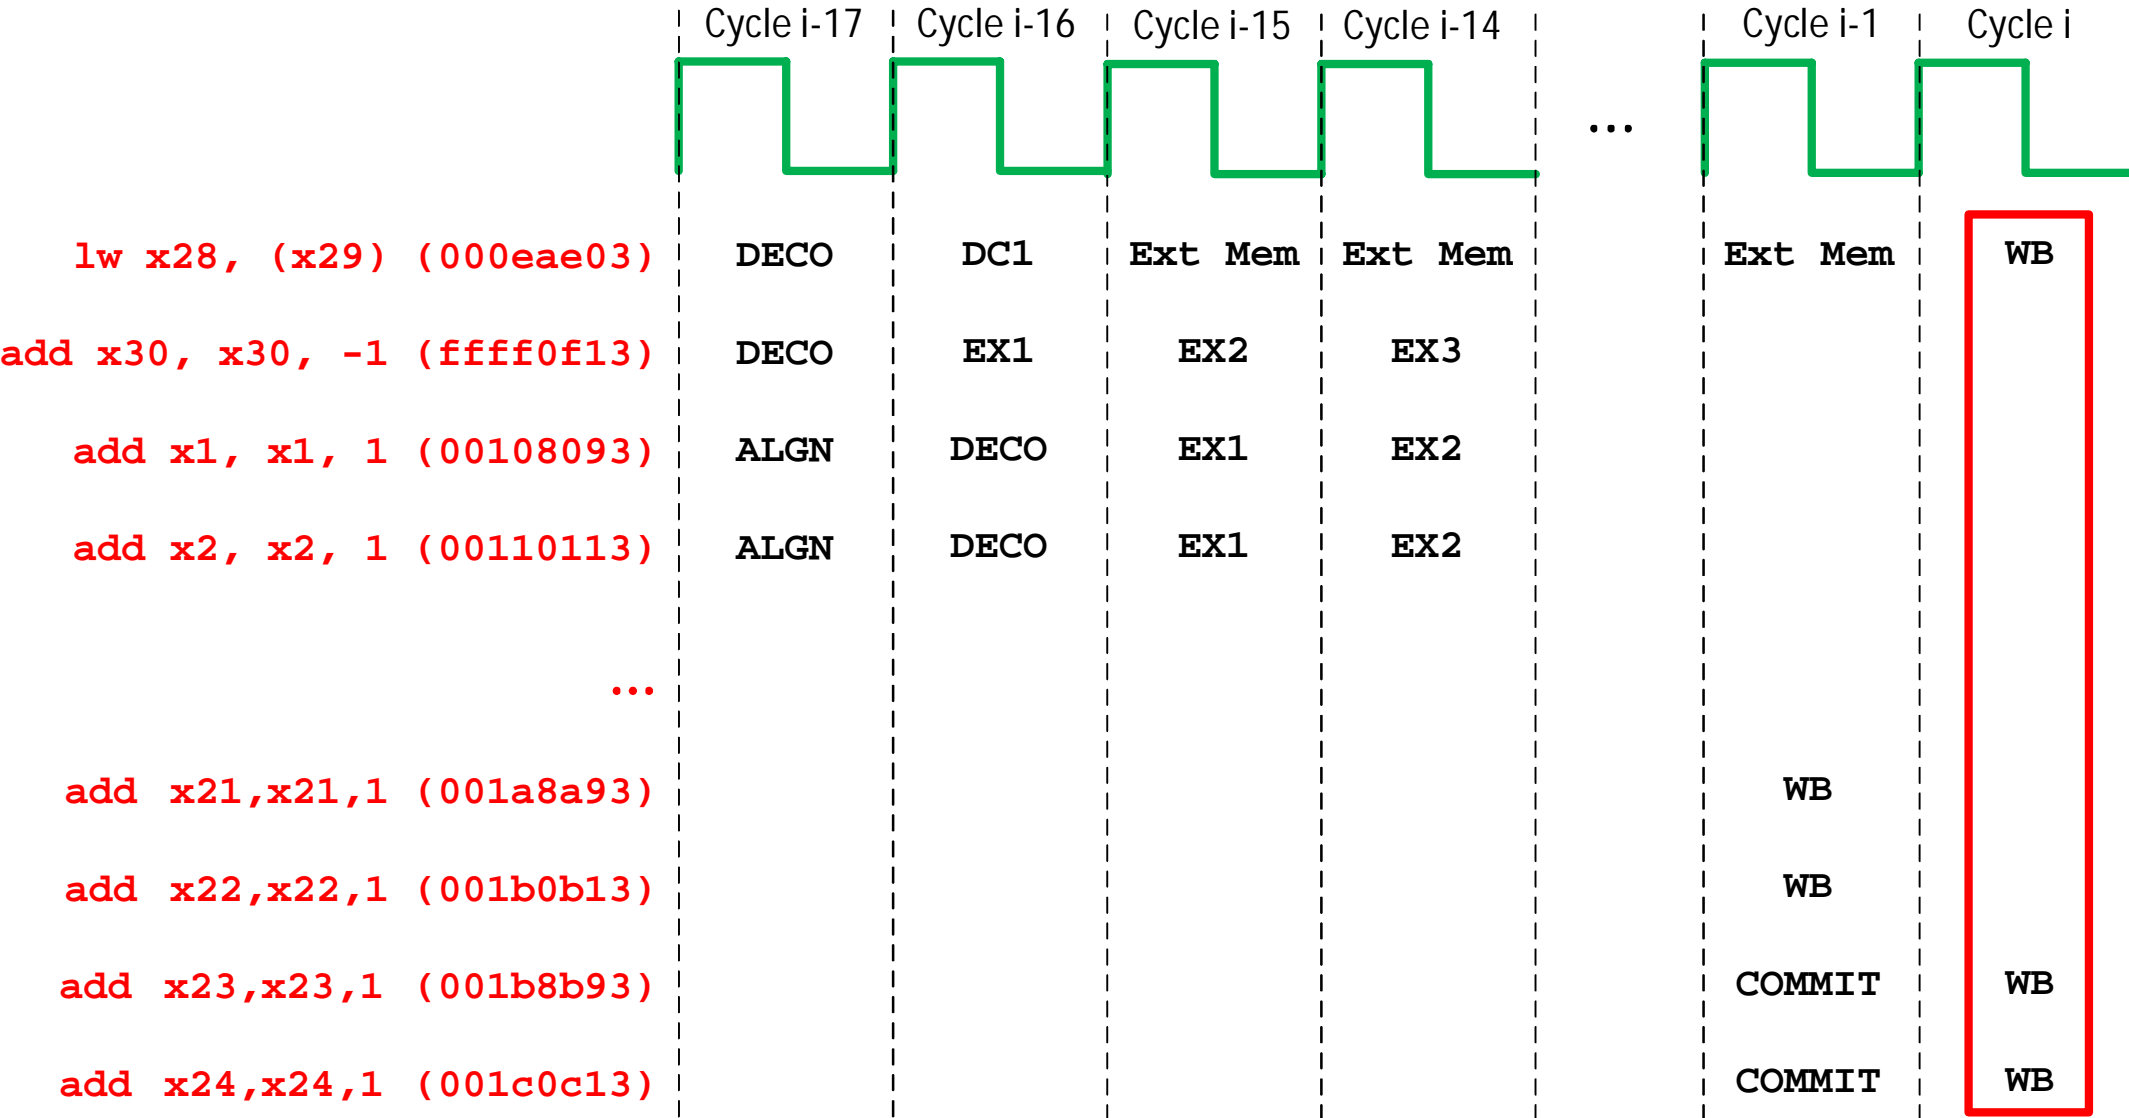 Cycle i-17 Cycle i-16 Cycle i-15 Cycle i-14 Cycle i-1 Cycle i
...
lw x28, (x29) (000eae03) DECO DC1 Ext Mem Ext Mem Ext Mem WB
add x30, x30, -1 (ffff0f13) DECO EX1 EX2 EX3
add x1, x1, 1 (00108093) ALGN DECO EX1 EX2
add x2, x2, 1 (00110113) ALGN DECO EX1 EX2
...
add x21,x21,1 (001a8a93) WB
add x22,x22,1 (001b0b13) WB
add x23,x23,1 (001b8b93) COMMIT WB
add x24,x24,1 (001c0c13) COMMIT WB